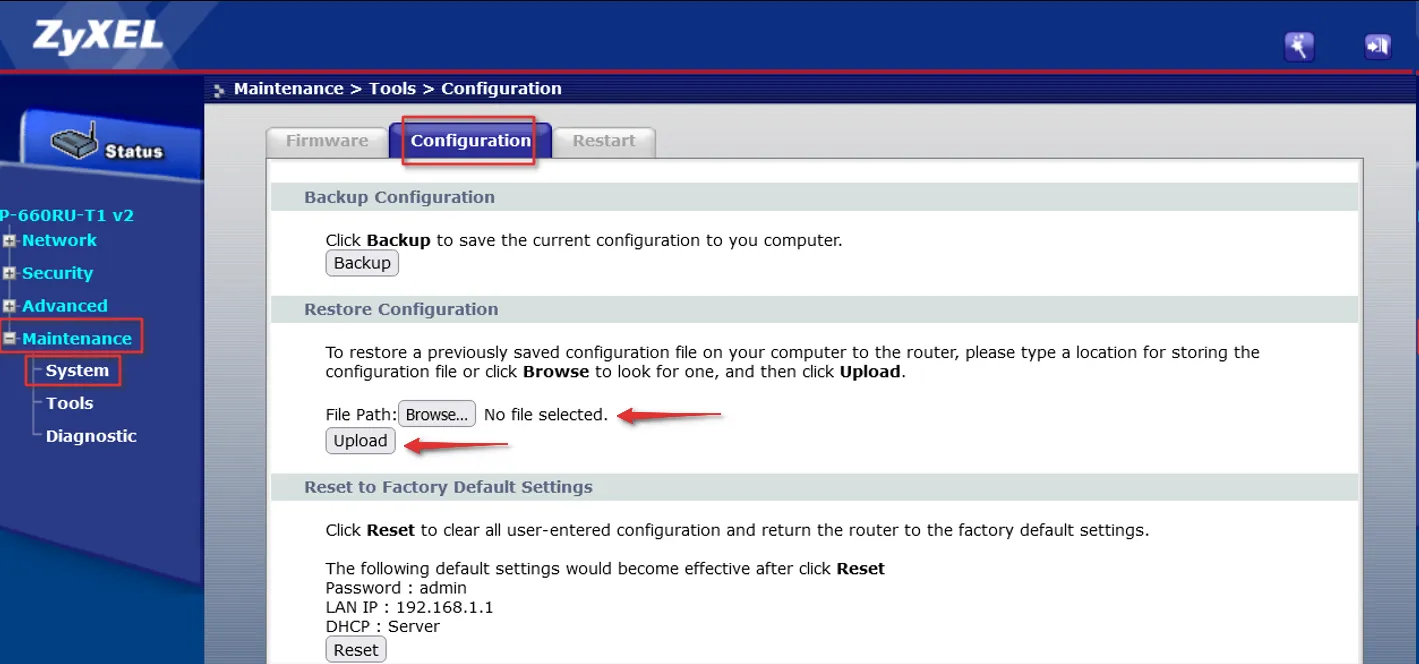 ZyXEL
Maintenance > Tools > Configuration
Status
P-660RU-T1 v2
Network
Security
Advanced
Maintenance
System
Tools
Diagnostic
Firmware
Configuration
Restart
Backup Configuration
Click Backup to save the current configuration to you computer.
Backup
Restore Configuration
To restore a previously saved configuration file on your computer to the router, please type a location for storing the
configuration file or click Browse to look for one, and then click Upload.
File Path: Browse... No file selected.
Upload
Reset to Factory Default Settings
Click Reset to clear all user-entered configuration and return the router to the factory default settings.
The following default settings would become effective after click Reset
Password : admin
LAN IP : 192.168.1.1
DHCP : Server
Reset